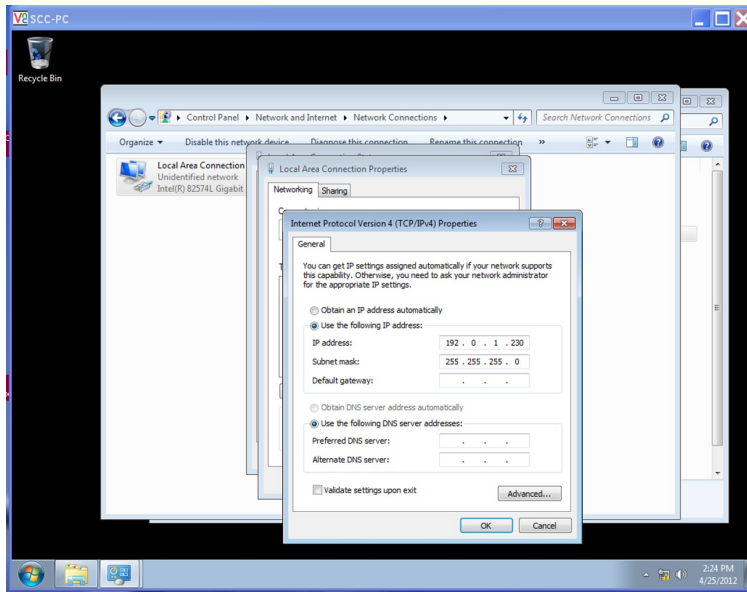 V2 SCC-PC
Recycle Bin
Control Panel ▸ Network and Internet ▸ Network Connections ▸
Search Network Connections
Organize ▾ Disable this network device Diagnose this connection Rename this connection »
Local Area Connection
Unidentified network
Intel(R) 82574L Gigabit
Local Area Connection Properties
Networking Sharing
Internet Protocol Version 4 (TCP/IPv4) Properties
General
You can get IP settings assigned automatically if your network supports
this capability. Otherwise, you need to ask your network administrator
for the appropriate IP settings.
Obtain an IP address automatically
Use the following IP address:
IP address: 192 . 0 . 1 . 230
Subnet mask: 255 . 255 . 255 . 0
Default gateway: . . .
Obtain DNS server address automatically
Use the following DNS server addresses:
Preferred DNS server: . . .
Alternate DNS server: . . .
Validate settings upon exit
Advanced...
OK Cancel
2:24 PM
4/25/2012